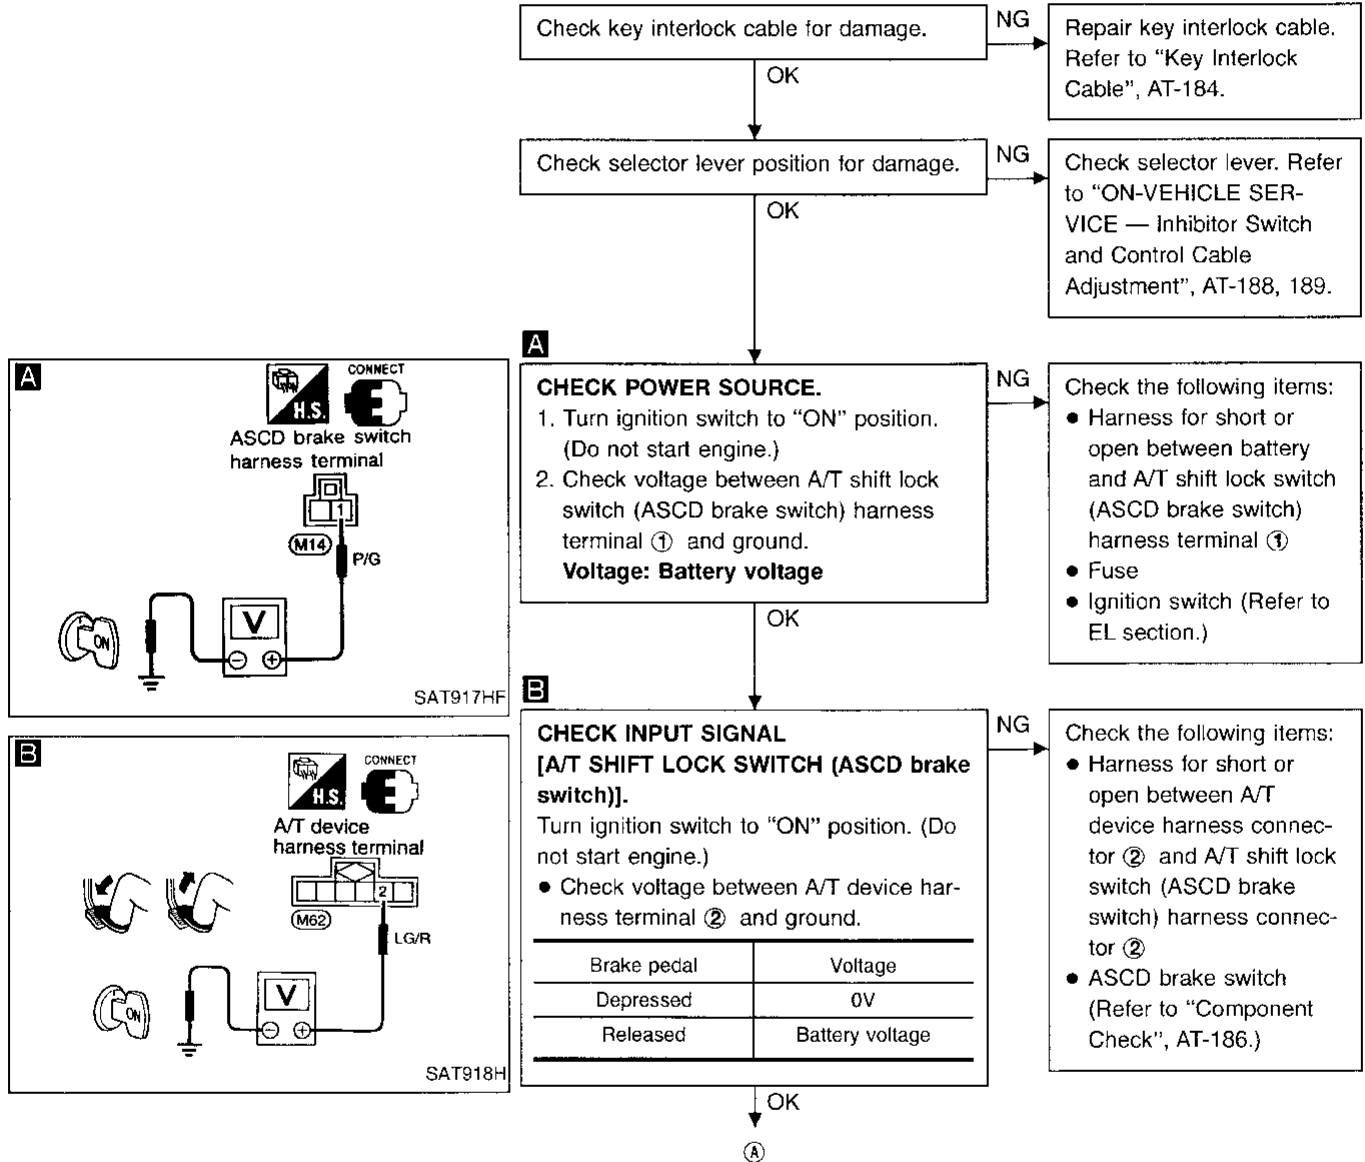 Check key interlock cable for damage.
NG
Repair key interlock cable.
Refer to “Key Interlock
Cable”, AT-184.
OK
Check selector lever position for damage.
NG
Check selector lever. Refer
to “ON-VEHICLE SER-
VICE — Inhibitor Switch
and Control Cable
Adjustment”, AT-188, 189.
OK
A
CONNECT
H.S.
ASCD brake switch
harness terminal
1
M14
P/G
V
ON
⊖ ⊕
SAT917HF
A
CHECK POWER SOURCE.
1. Turn ignition switch to “ON” position.
(Do not start engine.)
2. Check voltage between A/T shift lock
switch (ASCD brake switch) harness
terminal ① and ground.
Voltage: Battery voltage
NG
Check the following items:
● Harness for short or
open between battery
and A/T shift lock switch
(ASCD brake switch)
harness terminal ①
● Fuse
● Ignition switch (Refer to
EL section.)
OK
B
CONNECT
H.S.
A/T device
harness terminal
2
M62
LG/R
V
ON
⊖ ⊕
SAT918H
B
CHECK INPUT SIGNAL
[A/T SHIFT LOCK SWITCH (ASCD brake
switch)].
Turn ignition switch to “ON” position. (Do
not start engine.)
● Check voltage between A/T device har-
ness terminal ② and ground.
Brake pedal Voltage
Depressed 0V
Released Battery voltage
NG
Check the following items:
● Harness for short or
open between A/T
device harness connec-
tor ② and A/T shift lock
switch (ASCD brake
switch) harness connec-
tor ②
● ASCD brake switch
(Refer to “Component
Check”, AT-186.)
OK
Ⓐ